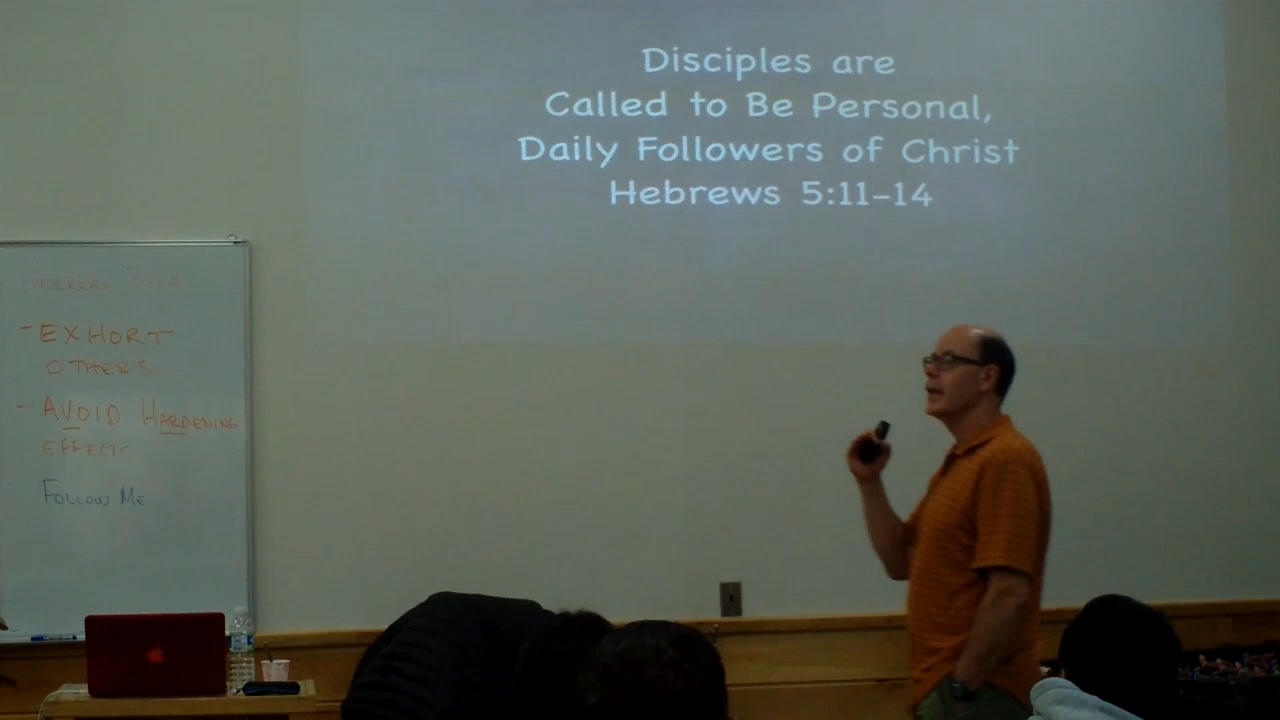 Disciples are
Called to Be Personal,
Daily Followers of Christ
Hebrews 5:11-14
HEBREWS
- EXHORT
OTHERS
- AVOID HARDENING
EFFECTS
FOLLOW ME